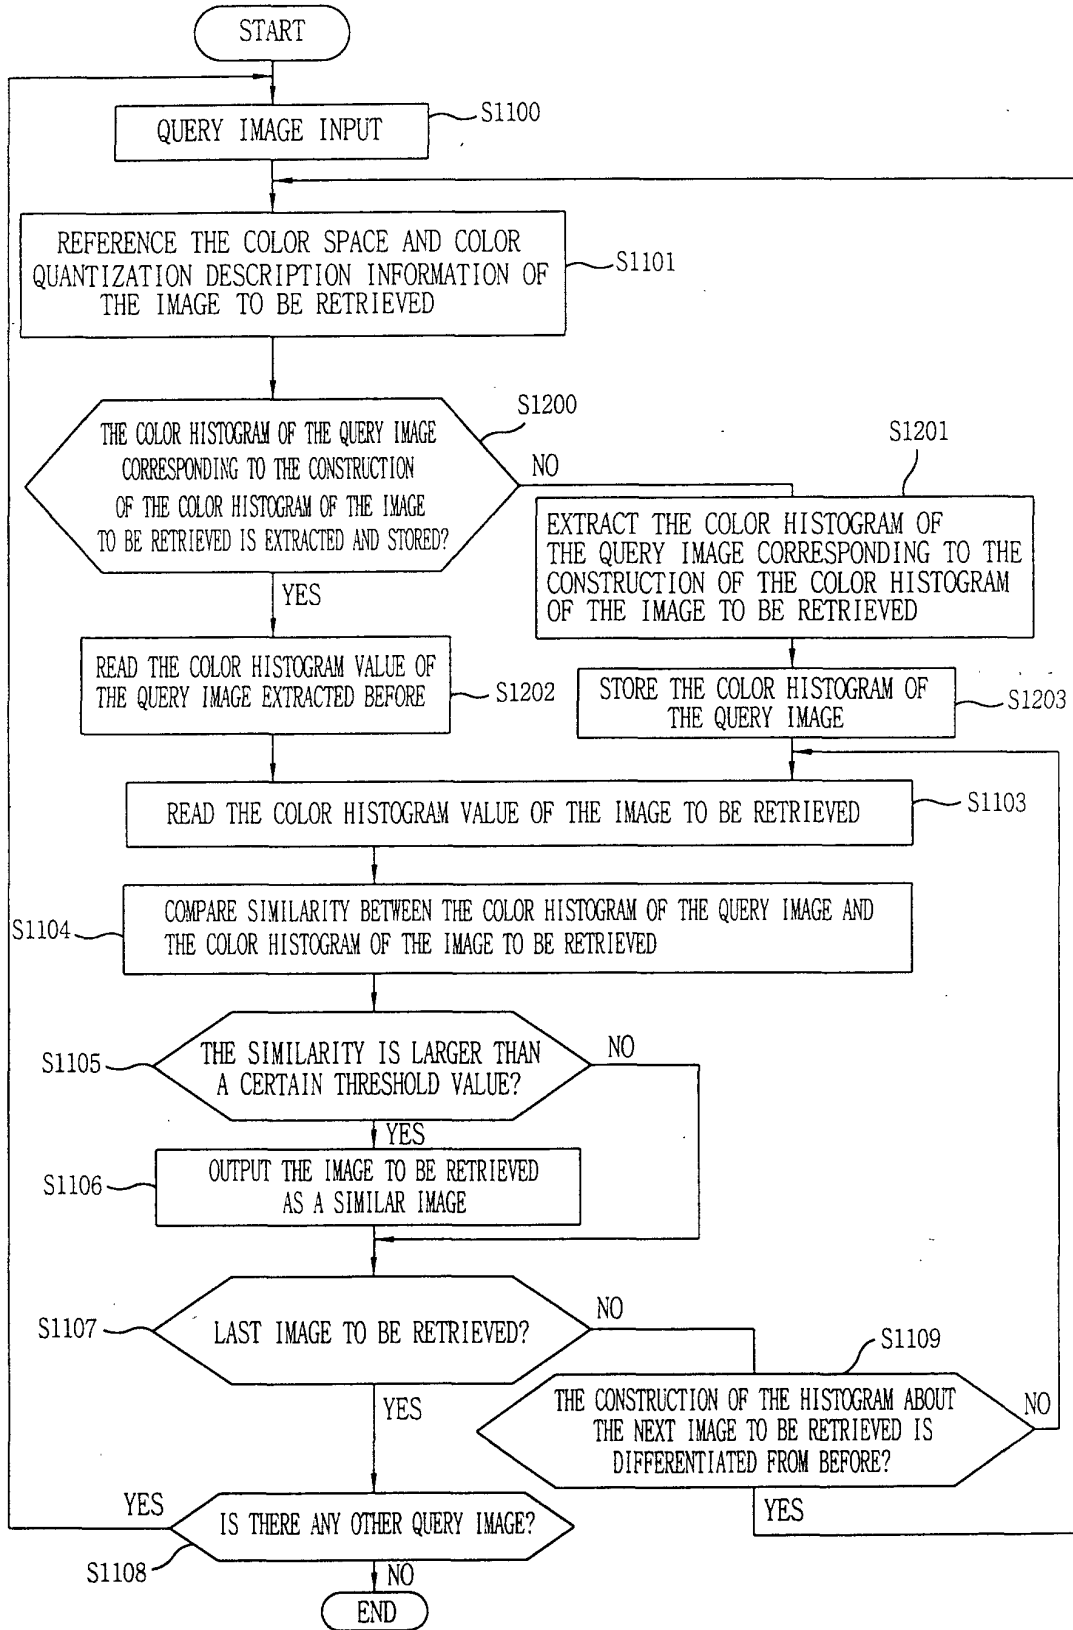 START
QUERY IMAGE INPUT
S1100
REFERENCE THE COLOR SPACE AND COLOR
QUANTIZATION DESCRIPTION INFORMATION OF
THE IMAGE TO BE RETRIEVED
S1101
THE COLOR HISTOGRAM OF THE QUERY IMAGE
CORRESPONDING TO THE CONSTRUCTION
OF THE COLOR HISTOGRAM OF THE IMAGE
TO BE RETRIEVED IS EXTRACTED AND STORED?
S1200
NO
YES
S1201
EXTRACT THE COLOR HISTOGRAM OF
THE QUERY IMAGE CORRESPONDING TO THE
CONSTRUCTION OF THE COLOR HISTOGRAM
OF THE IMAGE TO BE RETRIEVED
READ THE COLOR HISTOGRAM VALUE OF
THE QUERY IMAGE EXTRACTED BEFORE
S1202
STORE THE COLOR HISTOGRAM OF
THE QUERY IMAGE
S1203
READ THE COLOR HISTOGRAM VALUE OF THE IMAGE TO BE RETRIEVED
S1103
S1104
COMPARE SIMILARITY BETWEEN THE COLOR HISTOGRAM OF THE QUERY IMAGE AND
THE COLOR HISTOGRAM OF THE IMAGE TO BE RETRIEVED
S1105
THE SIMILARITY IS LARGER THAN
A CERTAIN THRESHOLD VALUE?
NO
YES
S1106
OUTPUT THE IMAGE TO BE RETRIEVED
AS A SIMILAR IMAGE
S1107
LAST IMAGE TO BE RETRIEVED?
NO
YES
S1109
THE CONSTRUCTION OF THE HISTOGRAM ABOUT
THE NEXT IMAGE TO BE RETRIEVED IS
DIFFERENTIATED FROM BEFORE?
NO
YES
YES
IS THERE ANY OTHER QUERY IMAGE?
S1108
NO
END